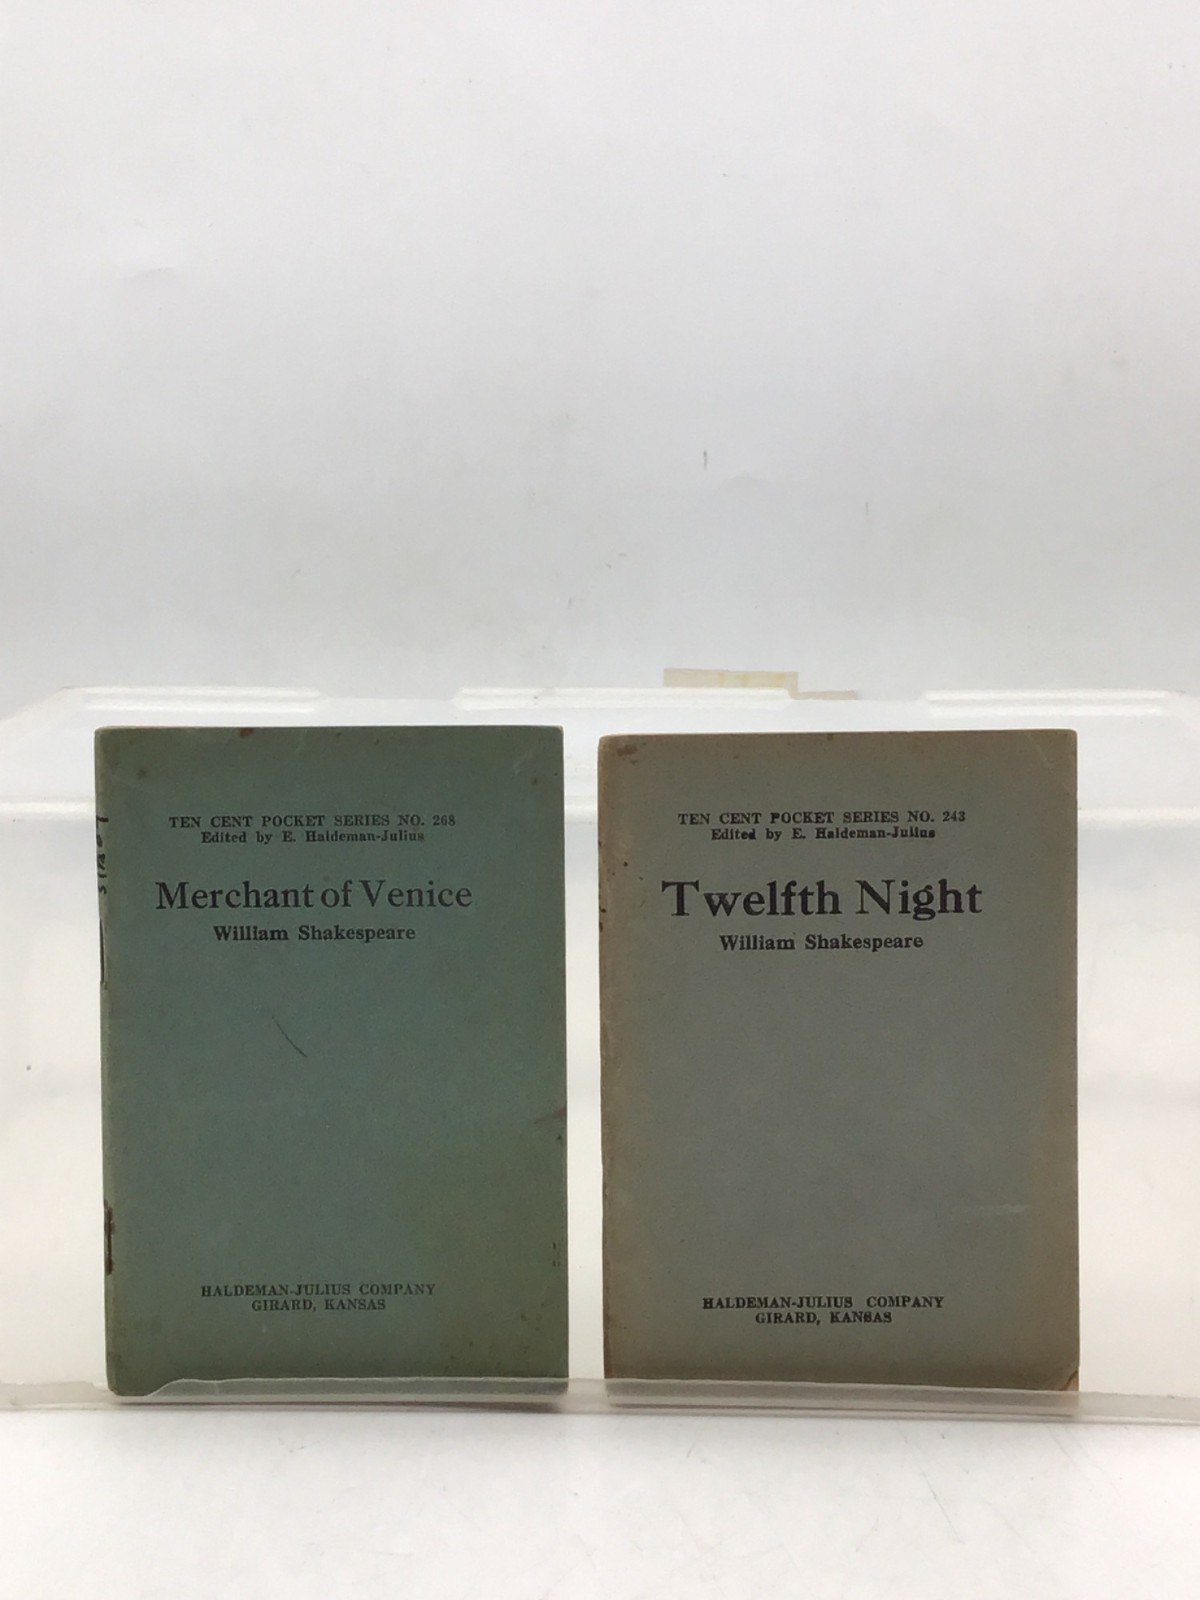 TEN CENT POCKET SERIES NO. 268
Edited by E. Haldeman-Julius
Merchant of Venice
William Shakespeare
HALDEMAN-JULIUS COMPANY
GIRARD, KANSAS
TEN CENT POCKET SERIES NO. 243
Edited by E. Haldeman-Julius
Twelfth Night
William Shakespeare
HALDEMAN-JULIUS COMPANY
GIRARD, KANSAS